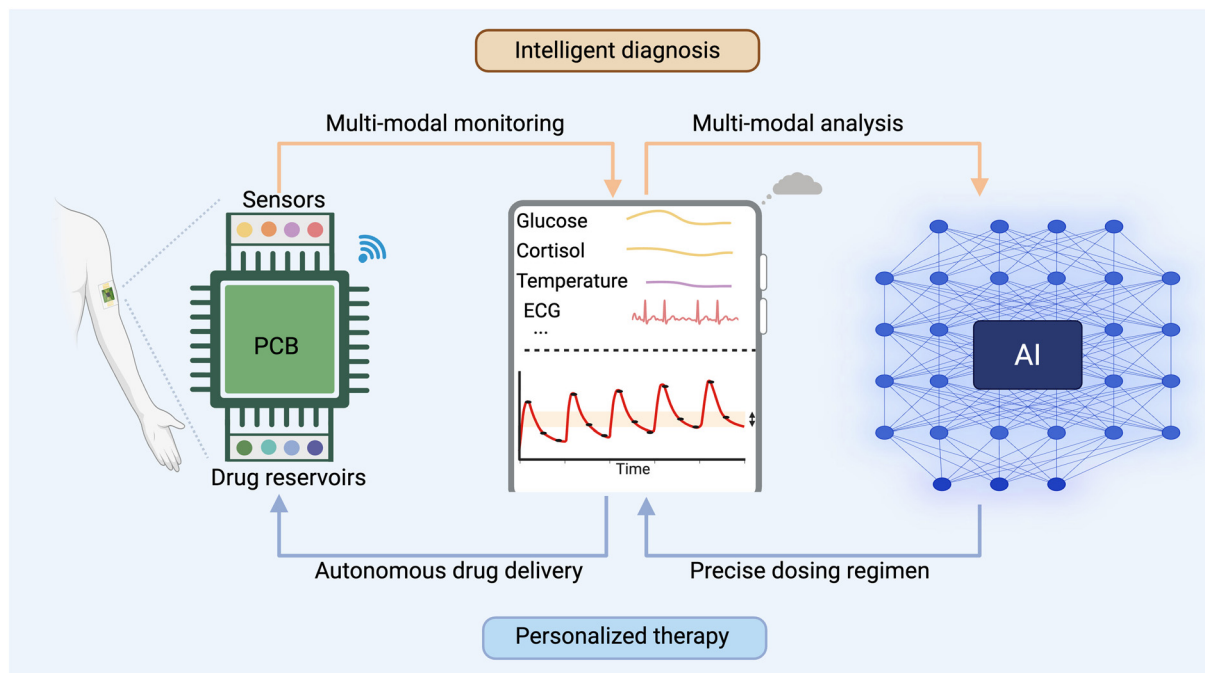 Intelligent diagnosis
Multi-modal monitoring
Multi-modal analysis
Sensors
PCB
Drug reservoirs
Glucose
Cortisol
Temperature
ECG
...
Time
AI
Autonomous drug delivery
Precise dosing regimen
Personalized therapy